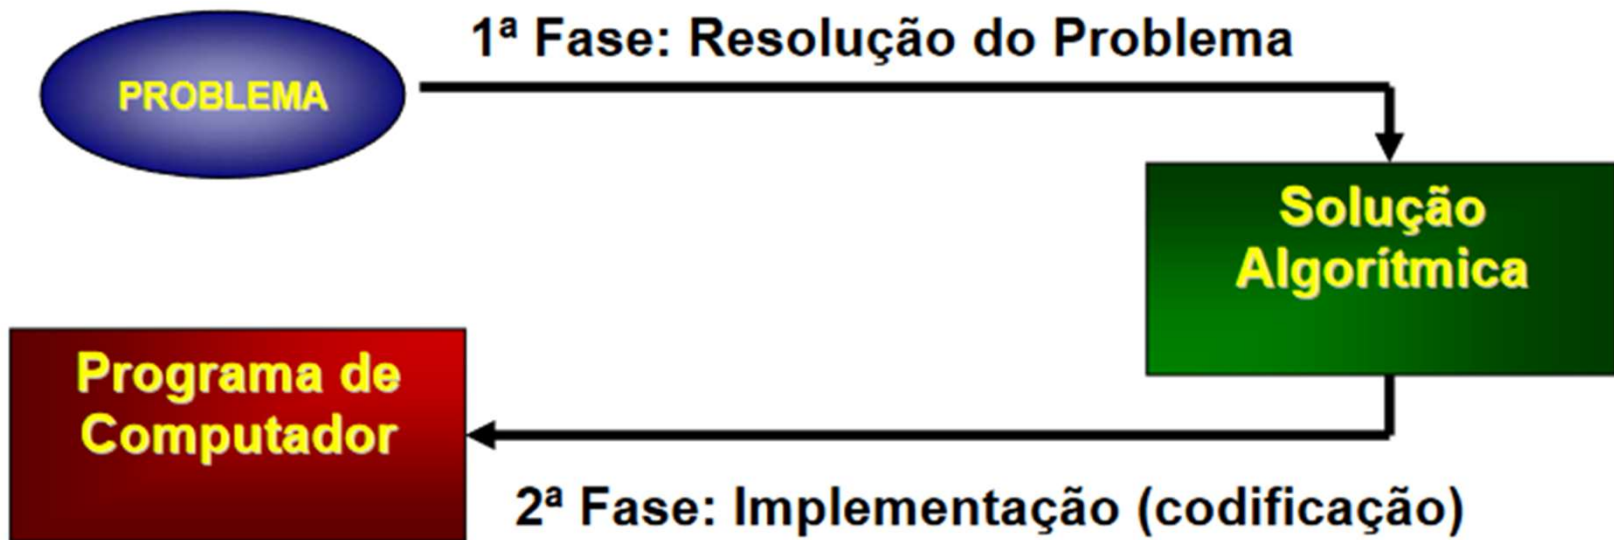 1ª Fase: Resolução do Problema
PROBLEMA
Solução
Algorítmica
Programa de
Computador
2ª Fase: Implementação (codificação)